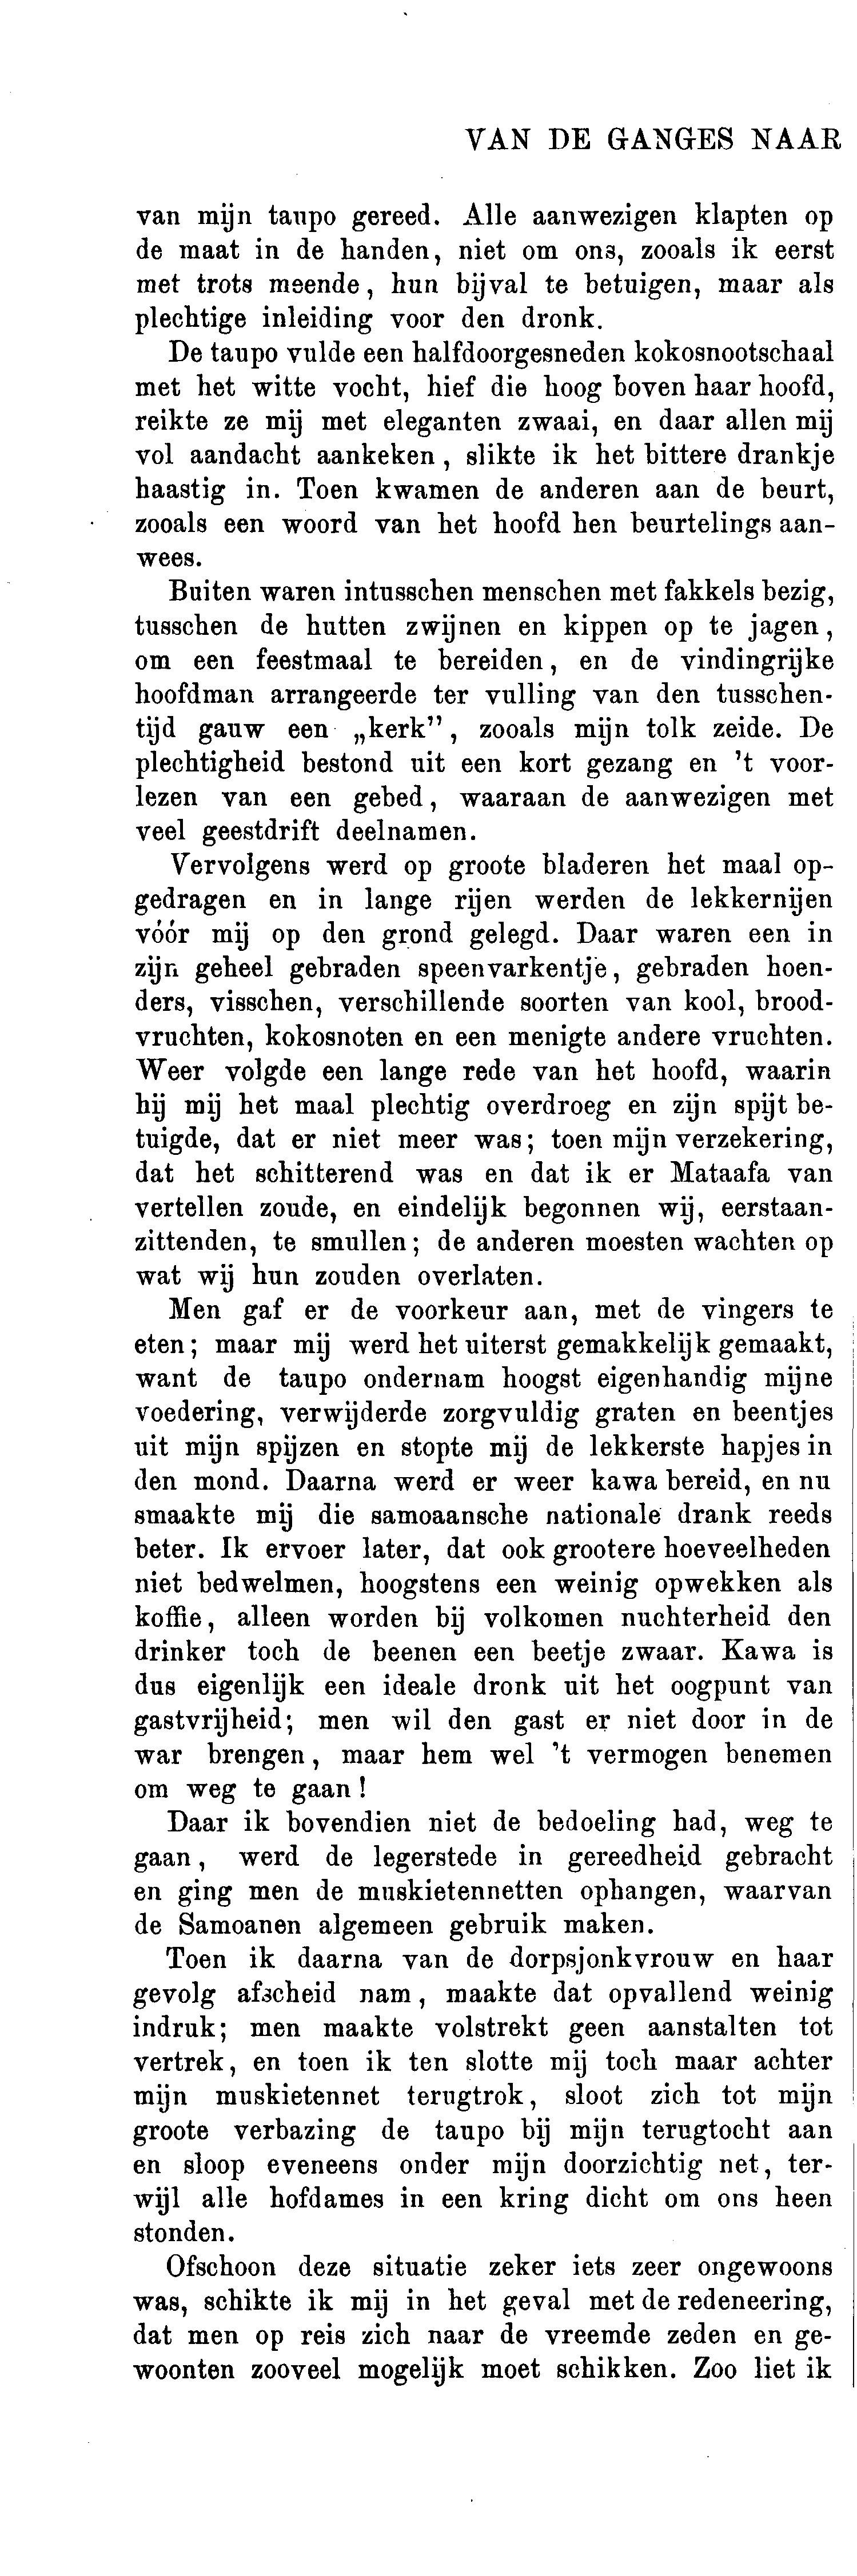 VAN DE GANGES NAAR
van mijn taupo gereed. Alle aanwezigen klapten op
de maat in de handen, niet om ons, zooals ik eerst
met trots meende, hun bijval te betuigen, maar als
plechtige inleiding voor den dronk.
De taupo vulde een halfdoorgesneden kokosnootschaal
met het witte vocht, hief die hoog boven haar hoofd,
reikte ze mij met eleganten zwaai, en daar allen mij
vol aandacht aankeken, slikte ik het bittere drankje
haastig in. Toen kwamen de anderen aan de beurt,
zooals een woord van het hoofd hen beurtelings aan-
wees.
Buiten waren intusschen menschen met fakkels bezig,
tusschen de hutten zwijnen en kippen op te jagen,
om een feestmaal te bereiden, en de vindingrijke
hoofdman arrangeerde ter vulling van den tusschen-
tijd gauw een „kerk”, zooals mijn tolk zeide. De
plechtigheid bestond uit een kort gezang en 't voor-
lezen van een gebed, waaraan de aanwezigen met
veel geestdrift deelnamen.
Vervolgens werd op groote bladeren het maal op-
gedragen en in lange rijen werden de lekkernijen
vóór mij op den grond gelegd. Daar waren een in
zijn geheel gebraden speenvarkentje, gebraden hoen-
ders, visschen, verschillende soorten van kool, brood-
vruchten, kokosnoten en een menigte andere vruchten.
Weer volgde een lange rede van het hoofd, waarin
hij mij het maal plechtig overdroeg en zijn spijt be-
tuigde, dat er niet meer was; toen mijn verzekering,
dat het schitterend was en dat ik er Mataafa van
vertellen zoude, en eindelijk begonnen wij, eerstaan-
zittenden, te smullen; de anderen moesten wachten op
wat wij hun zouden overlaten.
Men gaf er de voorkeur aan, met de vingers te
eten; maar mij werd het uiterst gemakkelijk gemaakt,
want de taupo ondernam hoogst eigenhandig mijne
voedering, verwijderde zorgvuldig graten en beentjes
uit mijn spijzen en stopte mij de lekkerste hapjes in
den mond. Daarna werd er weer kawa bereid, en nu
smaakte mij die samoaansche nationale drank reeds
beter. Ik ervoer later, dat ook grootere hoeveelheden
niet bedwelmen, hoogstens een weinig opwekken als
koffie, alleen worden bij volkomen nuchterheid den
drinker toch de beenen een beetje zwaar. Kawa is
dus eigenlijk een ideale dronk uit het oogpunt van
gastvrijheid; men wil den gast er niet door in de
war brengen, maar hem wel 't vermogen benemen
om weg te gaan!
Daar ik bovendien niet de bedoeling had, weg te
gaan, werd de legerstede in gereedheid gebracht
en ging men de muskietennetten ophangen, waarvan
de Samoanen algemeen gebruik maken.
Toen ik daarna van de dorpsjonkvrouw en haar
gevolg afscheid nam, maakte dat opvallend weinig
indruk; men maakte volstrekt geen aanstalten tot
vertrek, en toen ik ten slotte mij toch maar achter
mijn muskietennet terugtrok, sloot zich tot mijn
groote verbazing de taupo bij mijn terugtocht aan
en sloop eveneens onder mijn doorzichtig net, ter-
wijl alle hofdames in een kring dicht om ons heen
stonden.
Ofschoon deze situatie zeker iets zeer ongewoons
was, schikte ik mij in het geval met de redeneering,
dat men op reis zich naar de vreemde zeden en ge-
woonten zooveel mogelijk moet schikken. Zoo liet ik